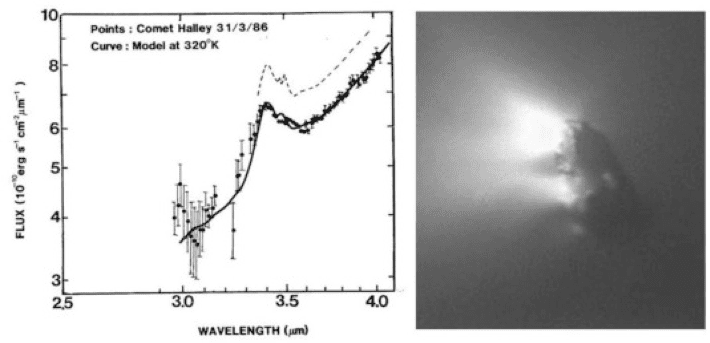 10
Points : Comet Halley 31/3/86
Curve : Model at 320°K
8
6
5
4
3
2.5 3.0 3.5 4.0
FLUX (10⁻¹⁰ erg s⁻¹ cm⁻² μm⁻¹)
WAVELENGTH (μm)